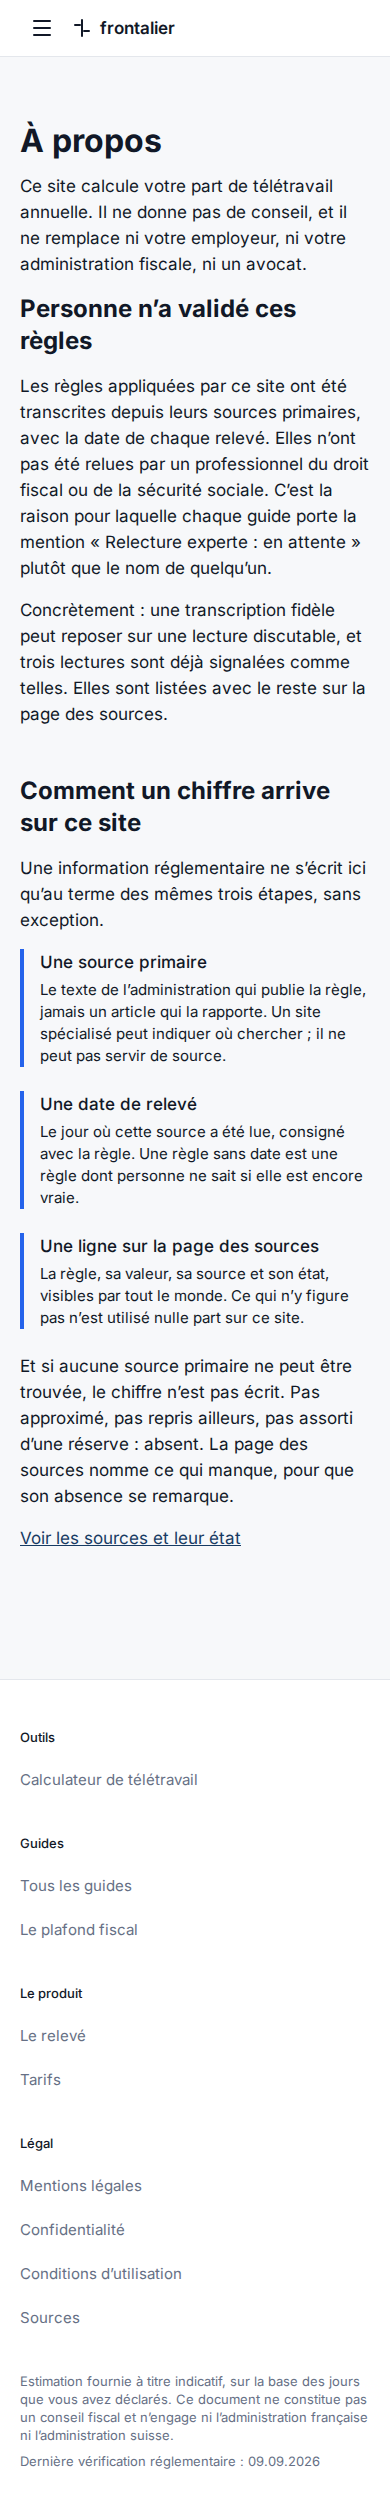 frontalier
À propos
Ce site calcule votre part de télétravail
annuelle. Il ne donne pas de conseil, et il
ne remplace ni votre employeur, ni votre
administration fiscale, ni un avocat.
Personne n’a validé ces
règles
Les règles appliquées par ce site ont été
transcrites depuis leurs sources primaires,
avec la date de chaque relevé. Elles n’ont
pas été relues par un professionnel du droit
fiscal ou de la sécurité sociale. C’est la
raison pour laquelle chaque guide porte la
mention « Relecture experte : en attente »
plutôt que le nom de quelqu’un.
Concrètement : une transcription fidèle
peut reposer sur une lecture discutable, et
trois lectures sont déjà signalées comme
telles. Elles sont listées avec le reste sur la
page des sources.
Comment un chiffre arrive
sur ce site
Une information réglementaire ne s’écrit ici
qu’au terme des mêmes trois étapes, sans
exception.
Une source primaire
Le texte de l’administration qui publie la règle,
jamais un article qui la rapporte. Un site
spécialisé peut indiquer où chercher ; il ne
peut pas servir de source.
Une date de relevé
Le jour où cette source a été lue, consigné
avec la règle. Une règle sans date est une
règle dont personne ne sait si elle est encore
vraie.
Une ligne sur la page des sources
La règle, sa valeur, sa source et son état,
visibles par tout le monde. Ce qui n’y figure
pas n’est utilisé nulle part sur ce site.
Et si aucune source primaire ne peut être
trouvée, le chiffre n’est pas écrit. Pas
approximé, pas repris ailleurs, pas assorti
d’une réserve : absent. La page des
sources nomme ce qui manque, pour que
son absence se remarque.
Voir les sources et leur état
Outils
Calculateur de télétravail
Guides
Tous les guides
Le plafond fiscal
Le produit
Le relevé
Tarifs
Légal
Mentions légales
Confidentialité
Conditions d’utilisation
Sources
Estimation fournie à titre indicatif, sur la base des jours
que vous avez déclarés. Ce document ne constitue pas
un conseil fiscal et n’engage ni l’administration française
ni l’administration suisse.
Dernière vérification réglementaire : 09.09.2026